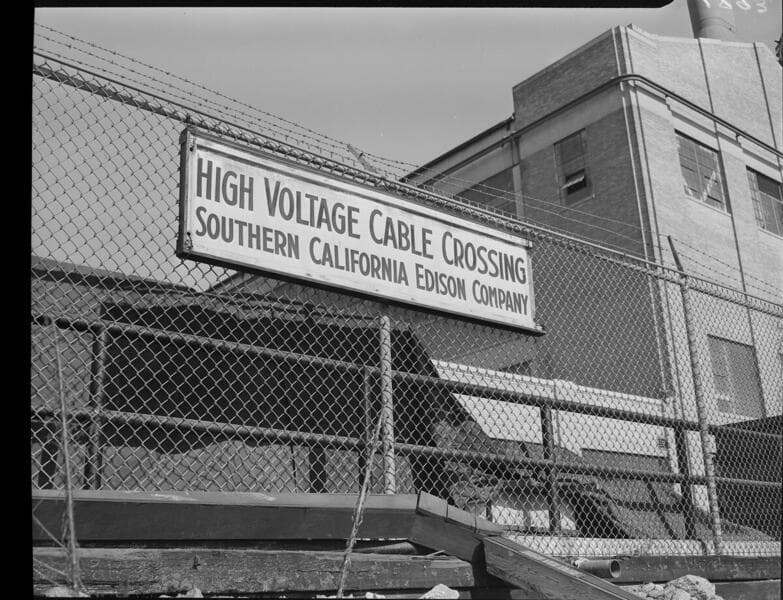 HIGH VOLTAGE CABLE CROSSING
SOUTHERN CALIFORNIA EDISON COMPANY